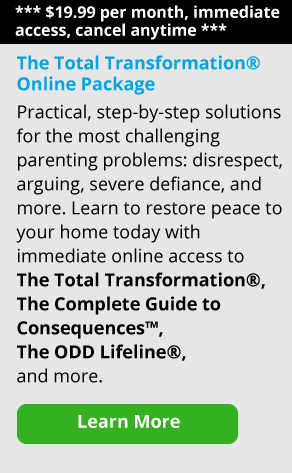 *** $19.99 per month, immediate
access, cancel anytime ***
The Total Transformation®
Online Package
Practical, step-by-step solutions
for the most challenging
parenting problems: disrespect,
arguing, severe defiance, and
more. Learn to restore peace to
your home today with
immediate online access to
The Total Transformation®,
The Complete Guide to
Consequences™,
The ODD Lifeline®,
and more.
Learn More